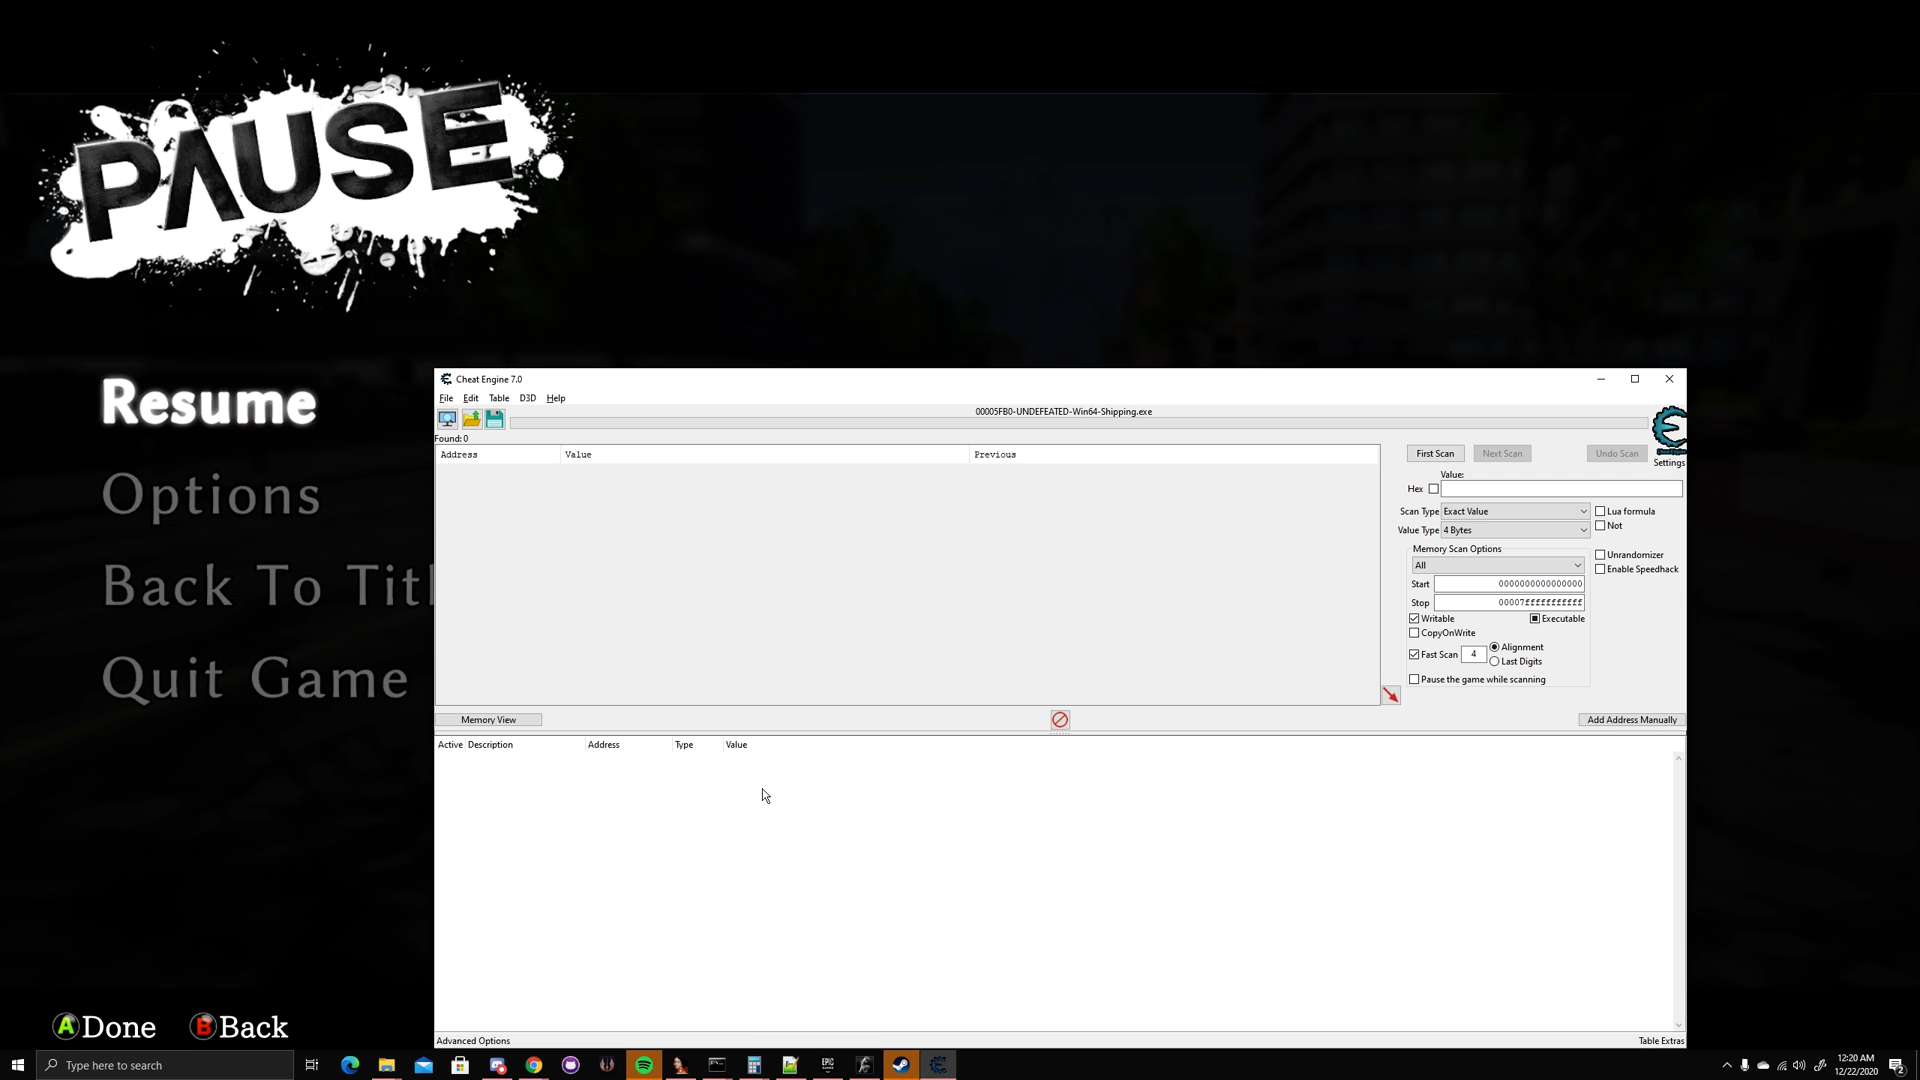 PAUSE
Resume
Options
Back To Titl
Quit Game
A Done B Back
Cheat Engine 7.0
File Edit Table D3D Help
00005FB0-UNDEFEATED-Win64-Shipping.exe
Found: 0
Address Value Previous
First Scan Next Scan Undo Scan
Settings
Value:
Hex
Scan Type Exact Value Lua formula
Not
Value Type 4 Bytes
Memory Scan Options
All
Unrandomizer
Enable Speedhack
Start 0000000000000000
Stop 00007fffffffffff
Writable Executable
CopyOnWrite
Fast Scan 4 Alignment
Last Digits
Pause the game while scanning
Memory View Add Address Manually
Active Description Address Type Value
Advanced Options Table Extras
Type here to search
EPIC
12:20 AM
12/22/2020
2